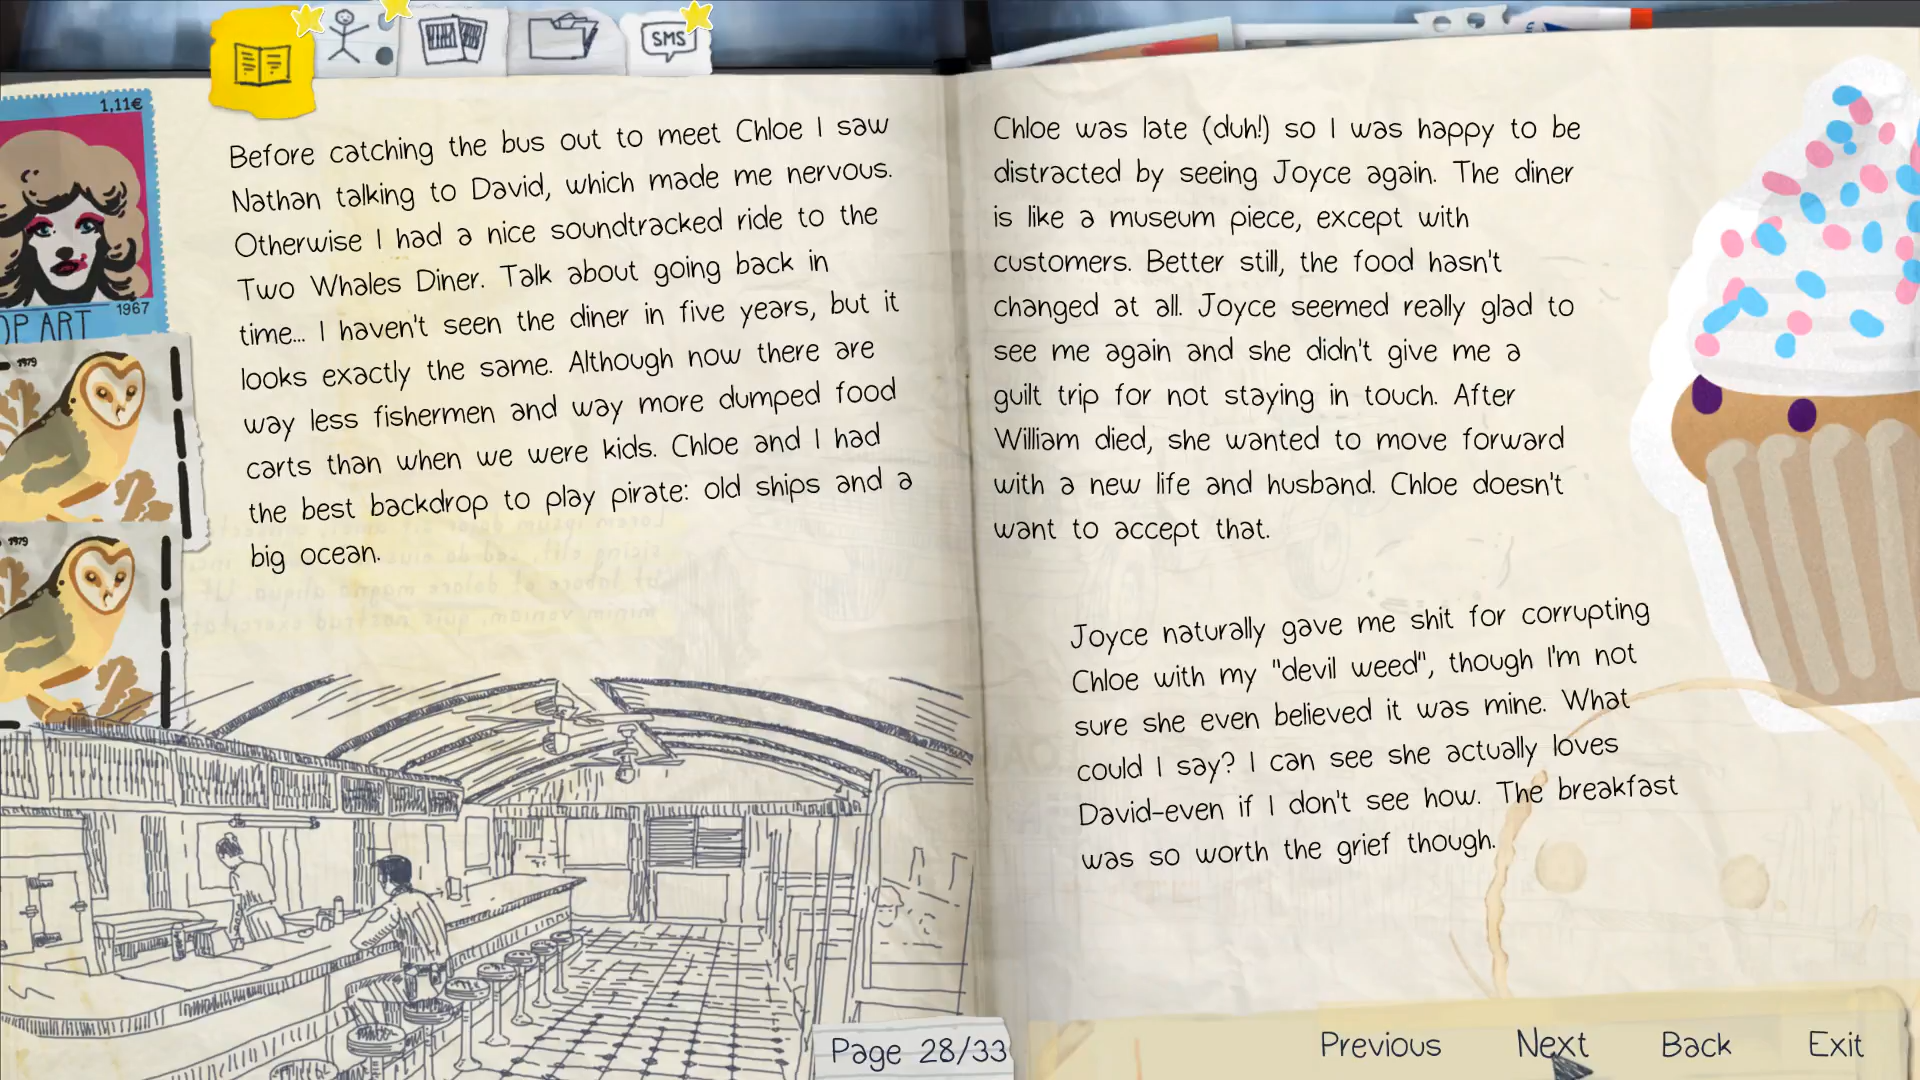 SMS
1,11€
1967
OP ART
1979
1979
Before catching the bus out to meet Chloe I saw
Nathan talking to David, which made me nervous.
Otherwise I had a nice soundtracked ride to the
Two Whales Diner. Talk about going back in
time... I haven't seen the diner in five years, but it
looks exactly the same. Although now there are
way less fishermen and way more dumped food
carts than when we were kids. Chloe and I had
the best backdrop to play pirate: old ships and a
big ocean.
Chloe was late (duh!) so I was happy to be
distracted by seeing Joyce again. The diner
is like a museum piece, except with
customers. Better still, the food hasn't
changed at all. Joyce seemed really glad to
see me again and she didn't give me a
guilt trip for not staying in touch. After
William died, she wanted to move forward
with a new life and husband. Chloe doesn't
want to accept that.
Joyce naturally gave me shit for corrupting
Chloe with my "devil weed", though I'm not
sure she even believed it was mine. What
could I say? I can see she actually loves
David-even if I don't see how. The breakfast
was so worth the grief though.
Page 28/33
Previous Next Back Exit